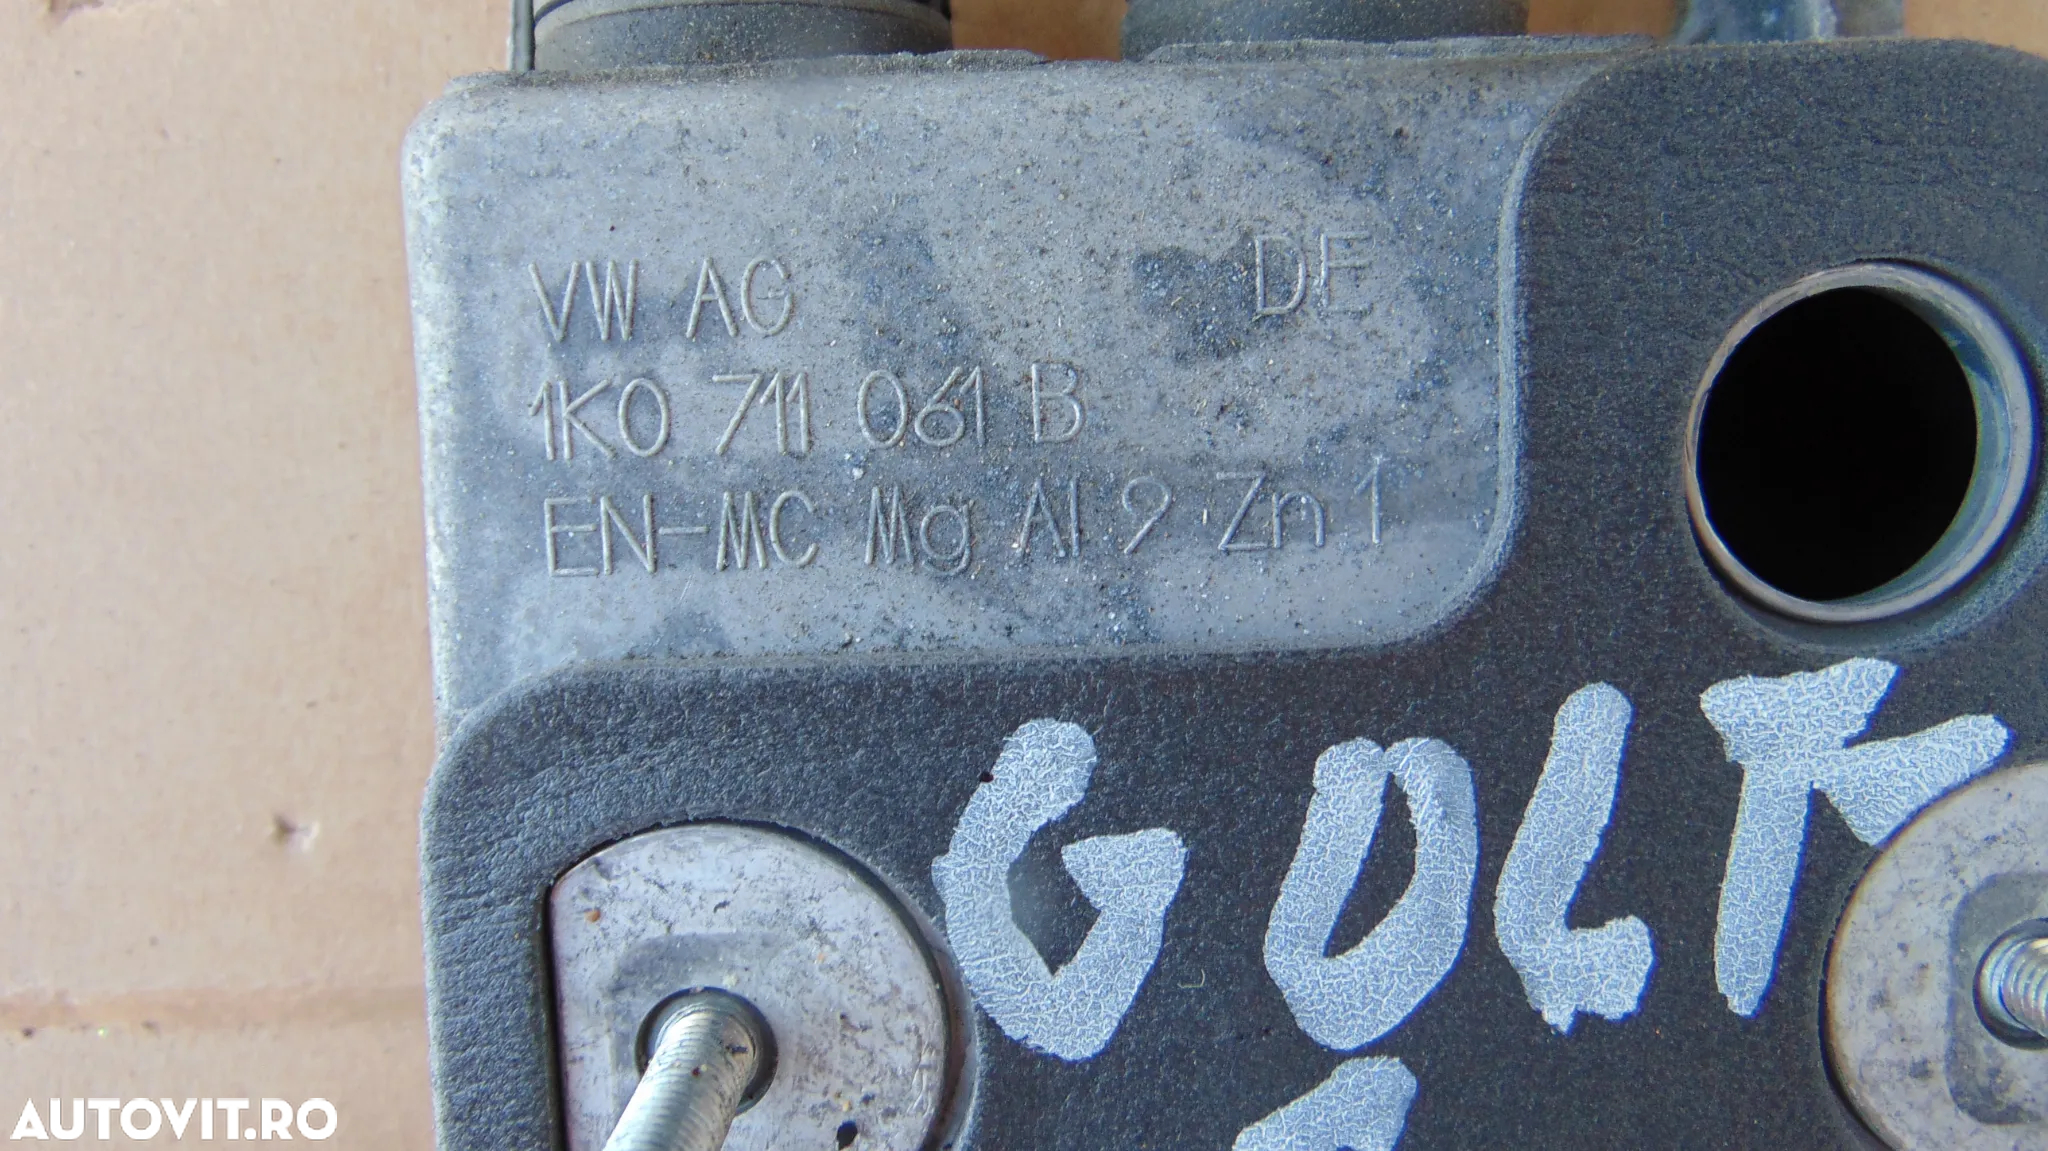 VW AG DE
1K0 711 061 B
EN-MC Mg Al 9 Zn 1
GOLF
AUTOVIT.RO